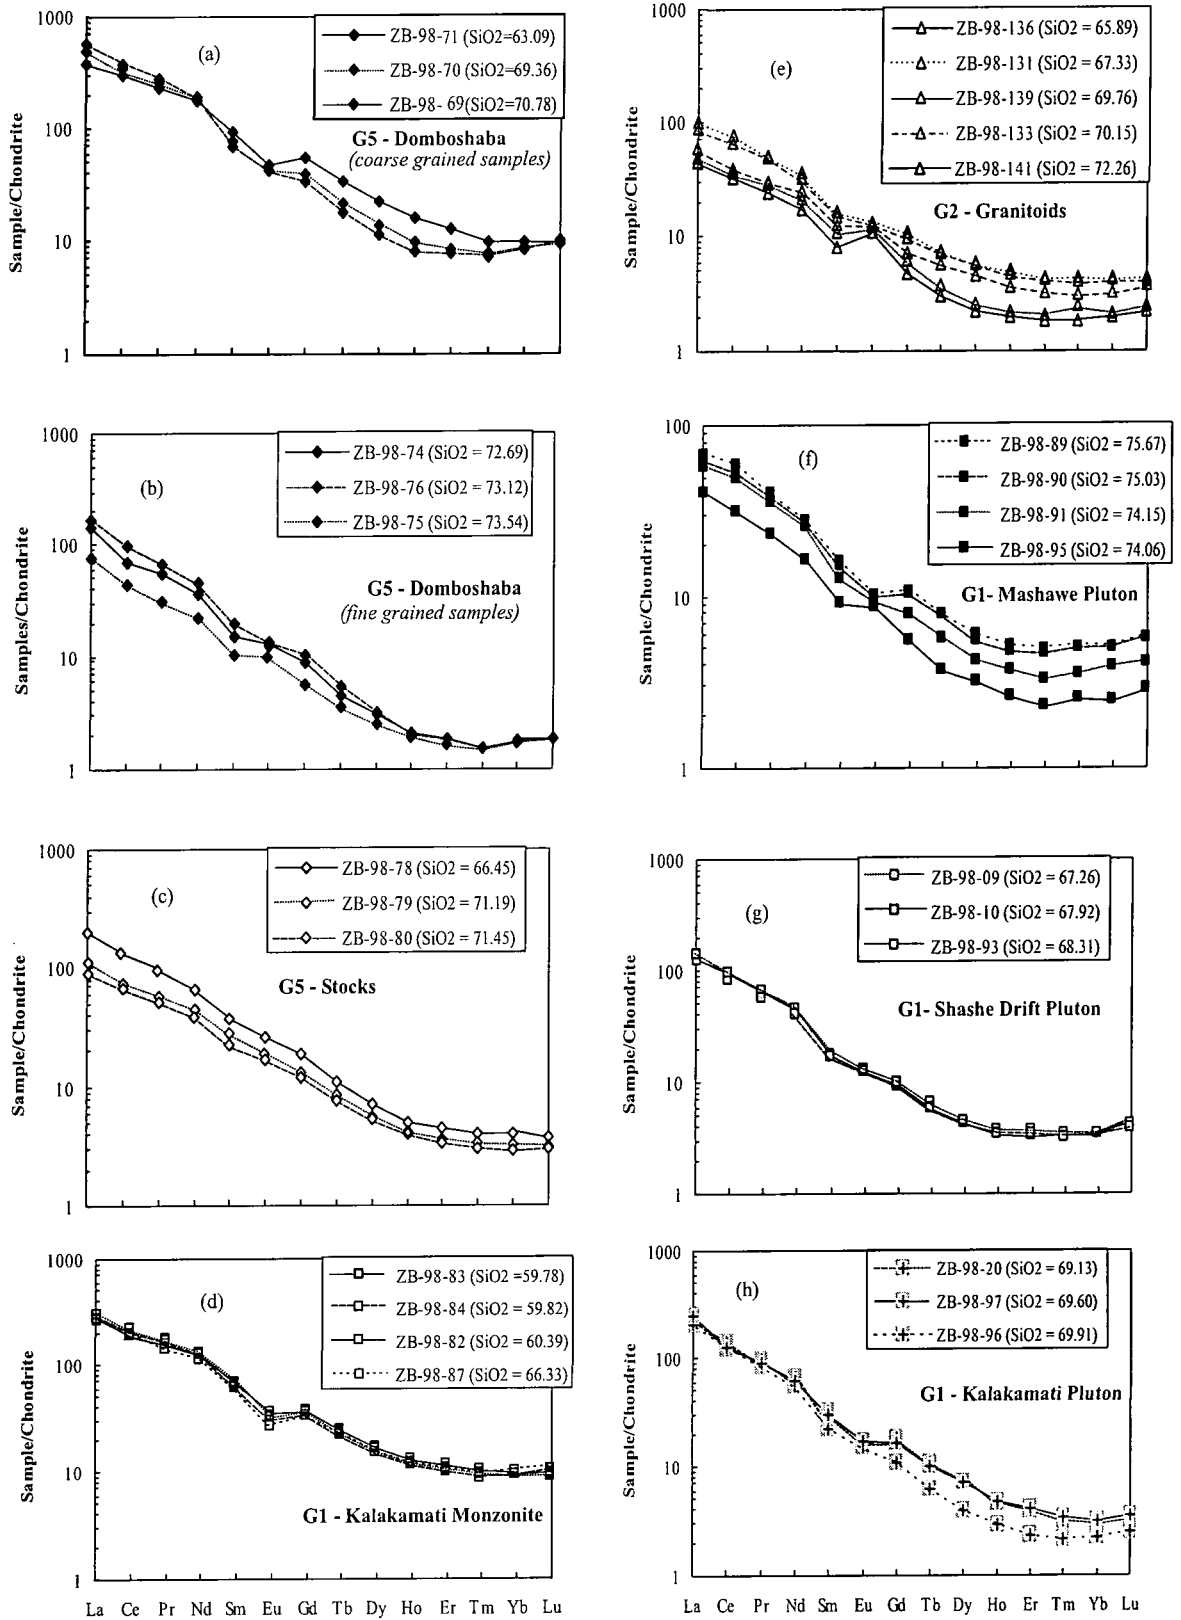 1000
100
10
1
Sample/Chondrite
(a)
ZB-98-71 (SiO2=63.09)
ZB-98-70 (SiO2=69.36)
ZB-98- 69 (SiO2=70.78)
G5 - Domboshaba
(coarse grained samples)
1000
100
10
1
Samples/Chondrite
(b)
ZB-98-74 (SiO2 = 72.69)
ZB-98-76 (SiO2 = 73.12)
ZB-98-75 (SiO2 = 73.54)
G5 - Domboshaba
(fine grained samples)
1000
100
10
1
Sample/Chondrite
(c)
ZB-98-78 (SiO2 = 66.45)
ZB-98-79 (SiO2 = 71.19)
ZB-98-80 (SiO2 = 71.45)
G5 - Stocks
1000
100
10
1
Sample/Chondrite
(d)
ZB-98-83 (SiO2 =59.78)
ZB-98-84 (SiO2 =59.82)
ZB-98-82 (SiO2 =60.39)
ZB-98-87 (SiO2 =66.33)
G1 - Kalakamati Monzonite
La Ce Pr Nd Sm Eu Gd Tb Dy Ho Er Tm Yb Lu
1000
100
10
1
Sample/Chondrite
(e)
ZB-98-136 (SiO2 = 65.89)
ZB-98-131 (SiO2 = 67.33)
ZB-98-139 (SiO2 = 69.76)
ZB-98-133 (SiO2 = 70.15)
ZB-98-141 (SiO2 = 72.26)
G2 - Granitoids
100
10
1
Sample/Chondrite
(f)
ZB-98-89 (SiO2 = 75.67)
ZB-98-90 (SiO2 = 75.03)
ZB-98-91 (SiO2 = 74.15)
ZB-98-95 (SiO2 = 74.06)
G1- Mashawe Pluton
1000
100
10
1
Sample/Chondrite
(g)
ZB-98-09 (SiO2 = 67.26)
ZB-98-10 (SiO2 = 67.92)
ZB-98-93 (SiO2 = 68.31)
G1- Shashe Drift Pluton
1000
100
10
1
Sample/Chondrite
(h)
ZB-98-20 (SiO2 = 69.13)
ZB-98-97 (SiO2 = 69.60)
ZB-98-96 (SiO2 = 69.91)
G1 - Kalakamati Pluton
La Ce Pr Nd Sm Eu Gd Tb Dy Ho Er Tm Yb Lu